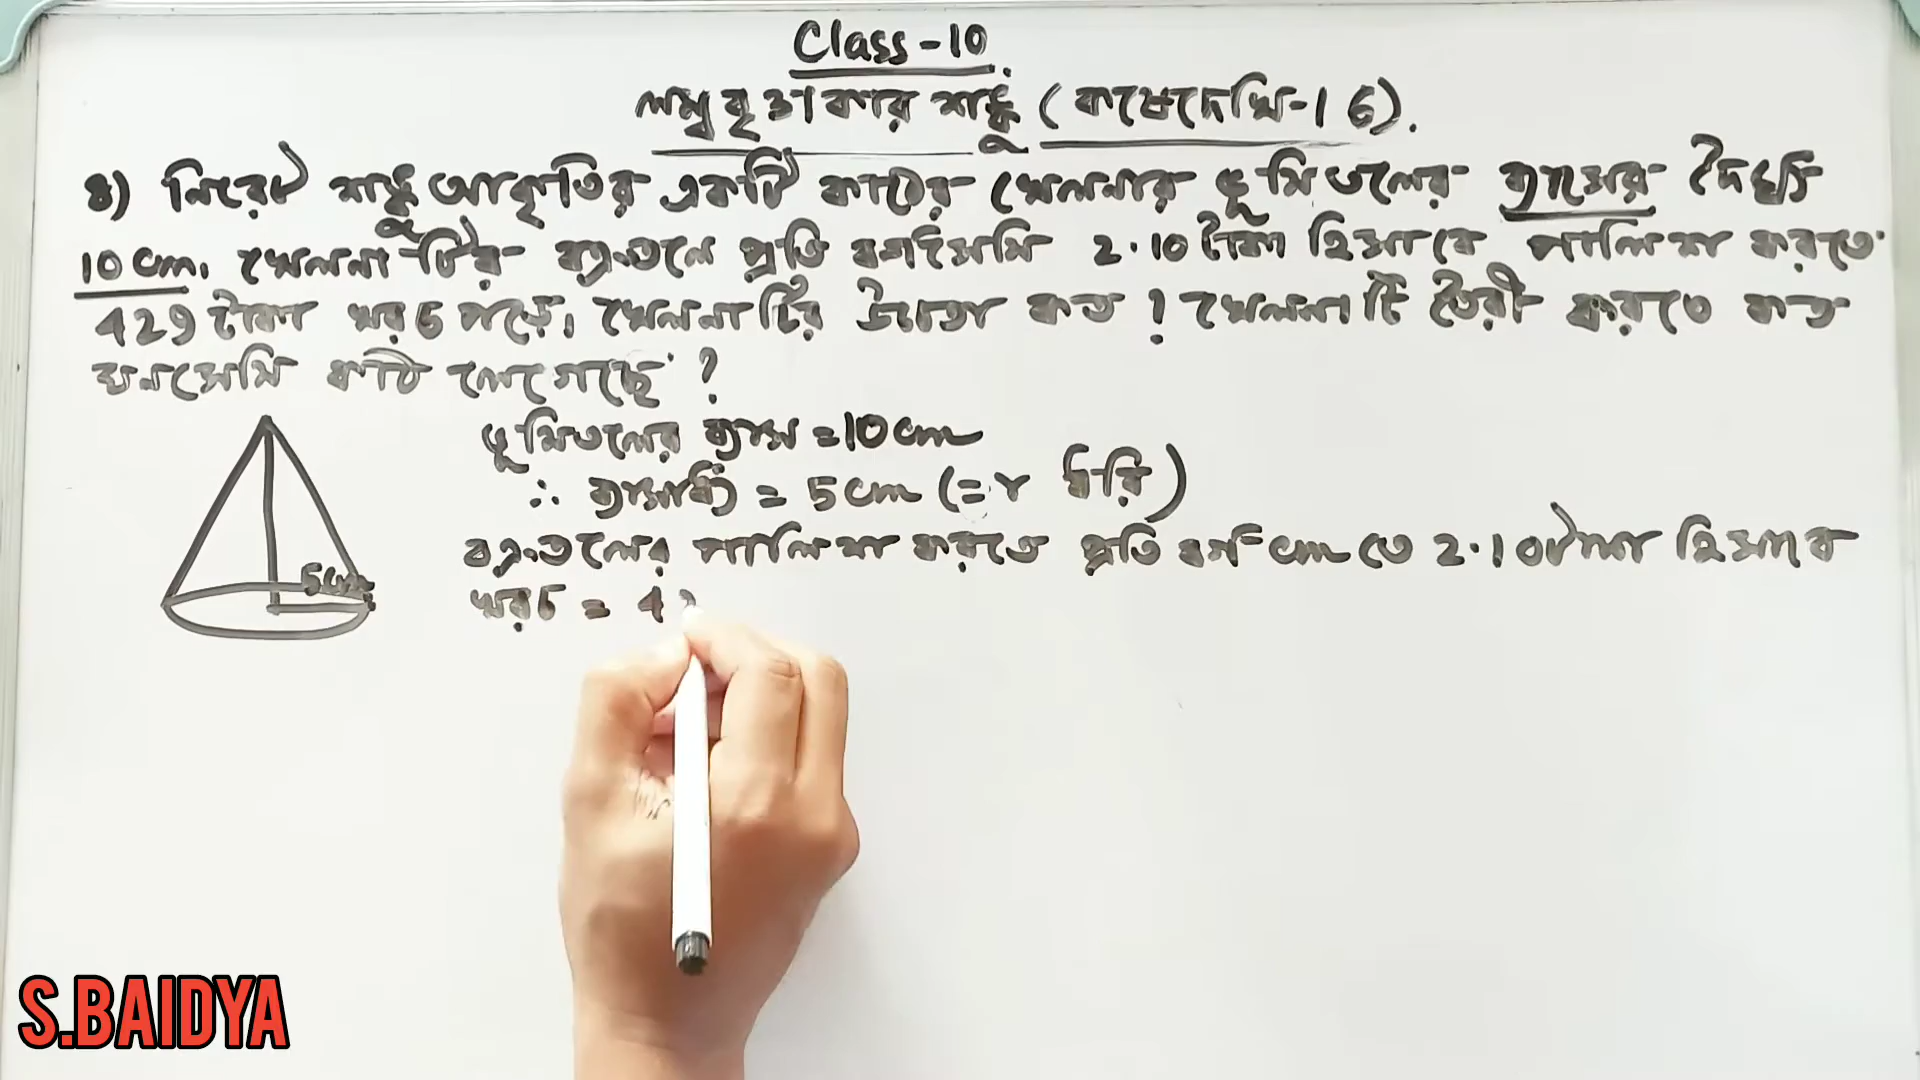 Class-10
লম্ব বৃত্তাকার শঙ্কু (কষেদেখি-16).
8) নিরেট শঙ্কু আকৃতির একটি কাঠের খেলনার ভূমিতলের ব্যাসের দৈর্ঘ্য
10 cm. খেলনাটির বক্রতলে প্রতি বর্গসেমি 2·10 টাকা হিসাবে পালিশ করতে
429 টাকা খরচ পড়ে। খেলনাটির উচ্চতা কত ? খেলনাটি তৈরী করতে কত
ঘনসেমি কাঠ লেগেছে ?
ভূমিতলের ব্যাস = 10 cm
∴ ব্যাসার্ধ = 5 cm (= r ধরি)
5cm
বক্রতলের পালিশ করতে প্রতি বর্গ cm তে 2·10 টাকা হিসাবে
খরচ = 42
S.BAIDYA